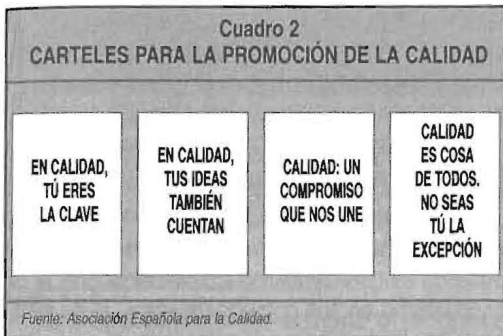 Cuadro 2
CARTELES PARA LA PROMOCIÓN DE LA CALIDAD
EN CALIDAD,
TÚ ERES
LA CLAVE
EN CALIDAD,
TUS IDEAS
TAMBIÉN
CUENTAN
CALIDAD: UN
COMPROMISO
QUE NOS UNE
CALIDAD
ES COSA
DE TODOS.
NO SEAS
TÚ LA
EXCEPCIÓN
Fuente: Asociación Española para la Calidad.